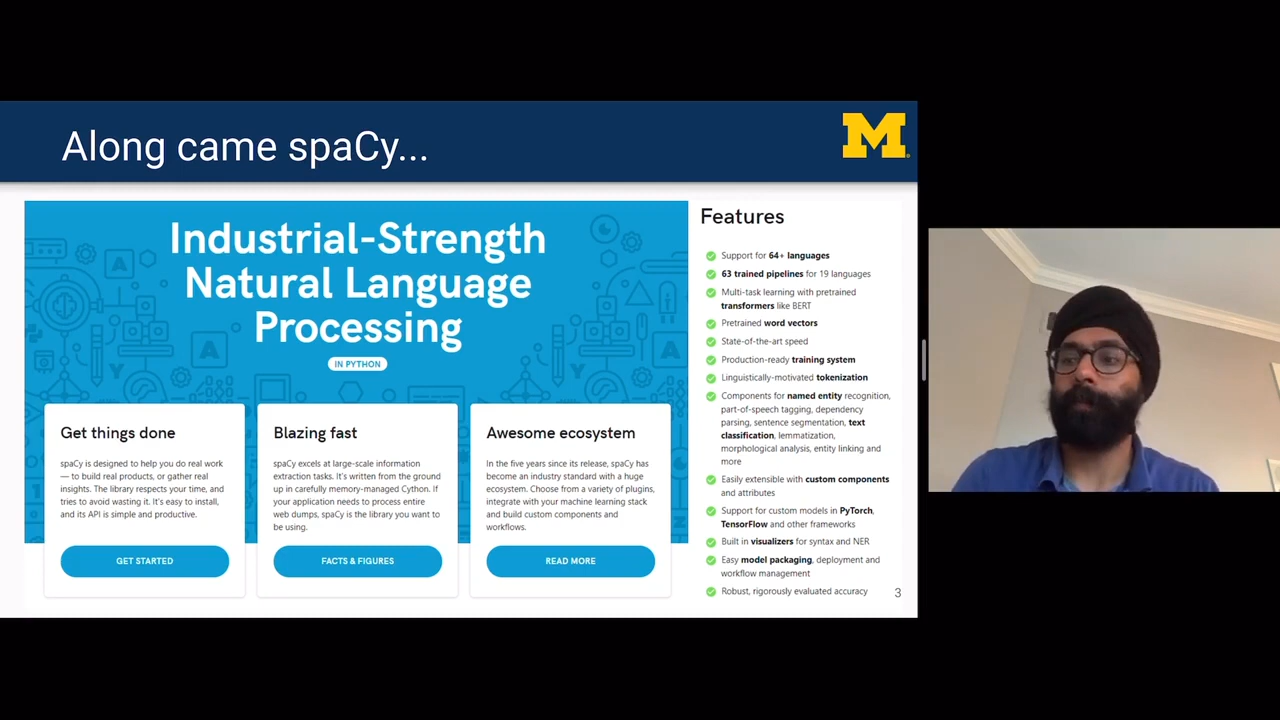 Along came spaCy...
M
Industrial-Strength
Natural Language
Processing
IN PYTHON
Get things done
spaCy is designed to help you do real work
— to build real products, or gather real
insights. The library respects your time, and
tries to avoid wasting it. It's easy to install,
and its API is simple and productive.
GET STARTED
Blazing fast
spaCy excels at large-scale information
extraction tasks. It's written from the ground
up in carefully memory-managed Cython. If
your application needs to process entire
web dumps, spaCy is the library you want to
be using.
FACTS & FIGURES
Awesome ecosystem
In the five years since its release, spaCy has
become an industry standard with a huge
ecosystem. Choose from a variety of plugins,
integrate with your machine learning stack
and build custom components and
workflows.
READ MORE
Features
Support for 64+ languages
63 trained pipelines for 19 languages
Multi-task learning with pretrained
transformers like BERT
Pretrained word vectors
State-of-the-art speed
Production-ready training system
Linguistically-motivated tokenization
Components for named entity recognition,
part-of-speech tagging, dependency
parsing, sentence segmentation, text
classification, lemmatization,
morphological analysis, entity linking and
more
Easily extensible with custom components
and attributes
Support for custom models in PyTorch,
TensorFlow and other frameworks
Built in visualizers for syntax and NER
Easy model packaging, deployment and
workflow management
Robust, rigorously evaluated accuracy
3